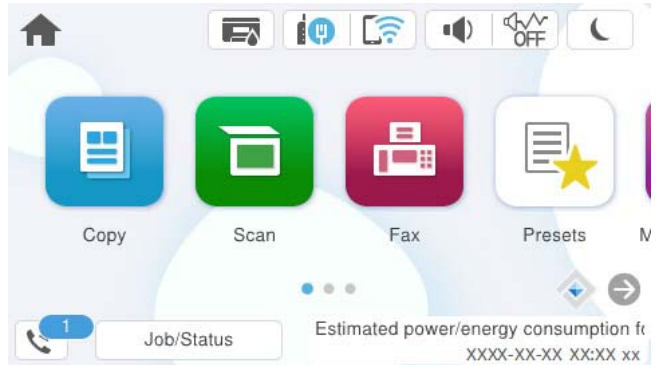 OFF
Copy
Scan
Fax
Presets
M
1
Job/Status
Estimated power/energy consumption fo
XXXX-XX-XX XX:XX xx